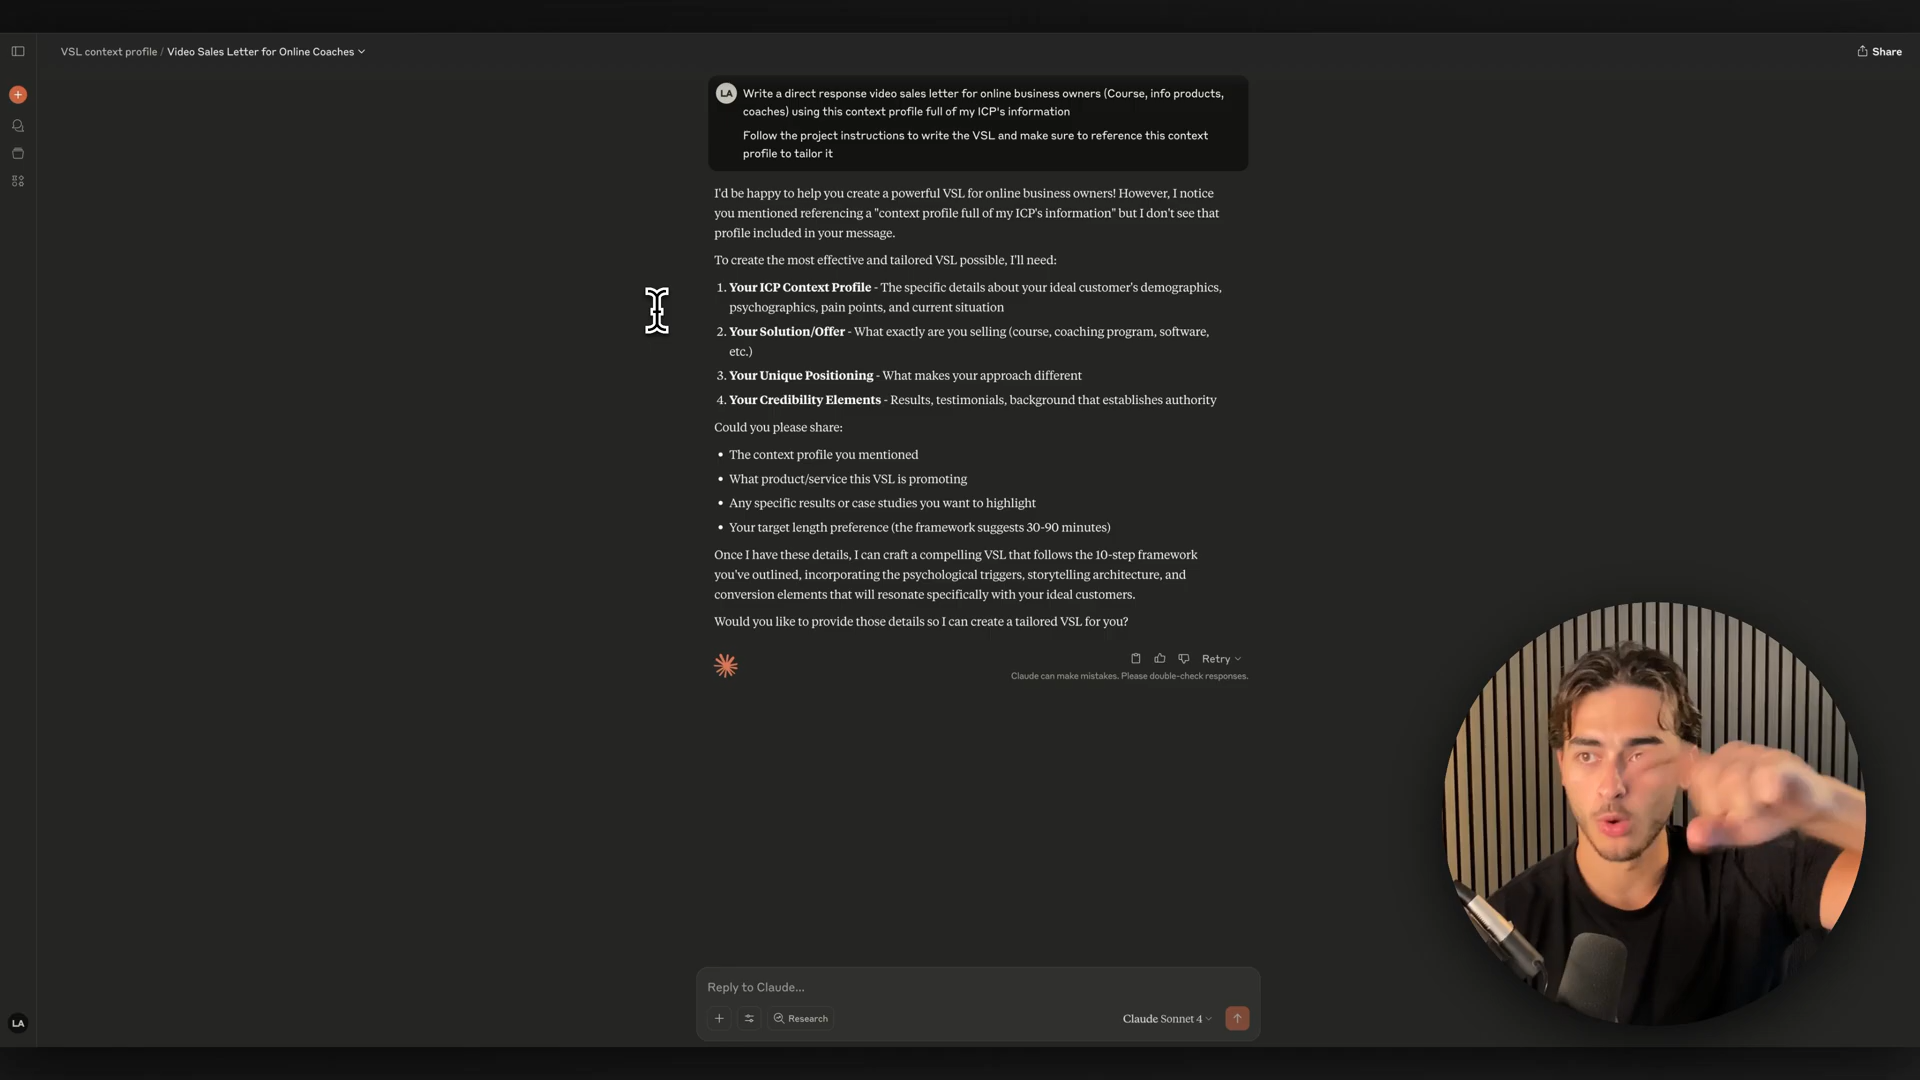 VSL context profile / Video Sales Letter for Online Coaches
Share
LA
Write a direct response video sales letter for online business owners (Course, info products,
coaches) using this context profile full of my ICP's information
Follow the project instructions to write the VSL and make sure to reference this context
profile to tailor it
I'd be happy to help you create a powerful VSL for online business owners! However, I notice
you mentioned referencing a "context profile full of my ICP's information" but I don't see that
profile included in your message.
To create the most effective and tailored VSL possible, I'll need:
1. Your ICP Context Profile - The specific details about your ideal customer's demographics,
psychographics, pain points, and current situation
2. Your Solution/Offer - What exactly are you selling (course, coaching program, software,
etc.)
3. Your Unique Positioning - What makes your approach different
4. Your Credibility Elements - Results, testimonials, background that establishes authority
Could you please share:
• The context profile you mentioned
• What product/service this VSL is promoting
• Any specific results or case studies you want to highlight
• Your target length preference (the framework suggests 30-90 minutes)
Once I have these details, I can craft a compelling VSL that follows the 10-step framework
you've outlined, incorporating the psychological triggers, storytelling architecture, and
conversion elements that will resonate specifically with your ideal customers.
Would you like to provide those details so I can create a tailored VSL for you?
Retry
Claude can make mistakes. Please double-check responses.
Reply to Claude...
Research
Claude Sonnet 4
LA